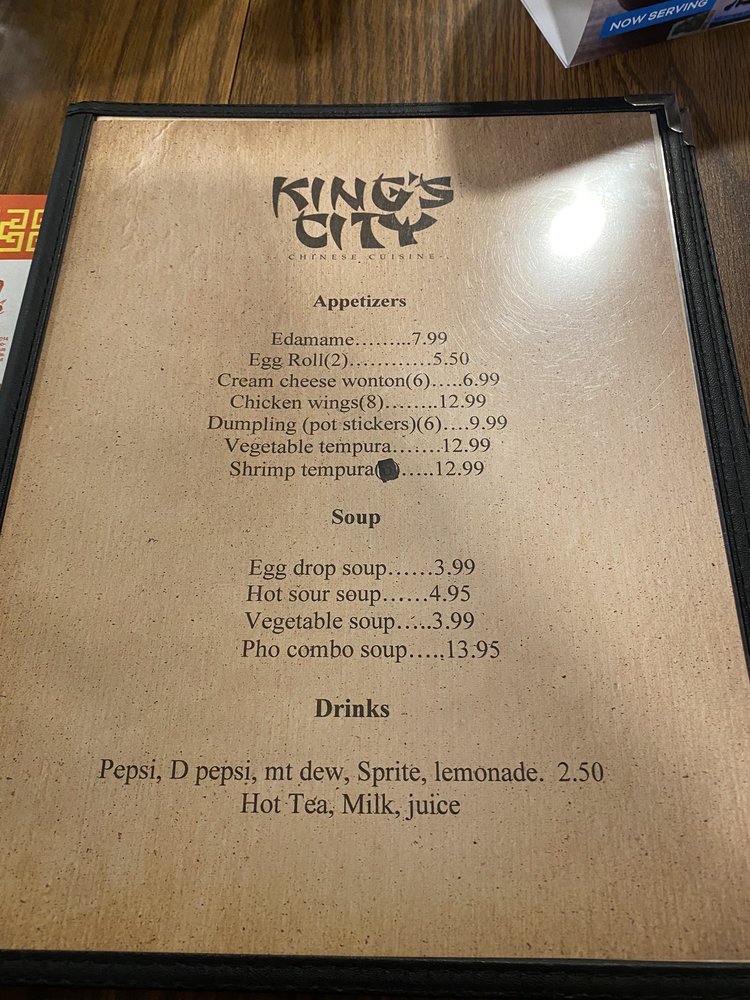 NOW SERVING
KING'S
CITY
CHINESE CUISINE
Appetizers
Edamame.........7.99
Egg Roll(2)............5.50
Cream cheese wonton(6).....6.99
Chicken wings(8)........12.99
Dumpling (pot stickers)(6)....9.99
Vegetable tempura.......12.99
Shrimp tempura( ).....12.99
Soup
Egg drop soup......3.99
Hot sour soup......4.95
Vegetable soup.....3.99
Pho combo soup.....13.95
Drinks
Pepsi, D pepsi, mt dew, Sprite, lemonade. 2.50
Hot Tea, Milk, juice